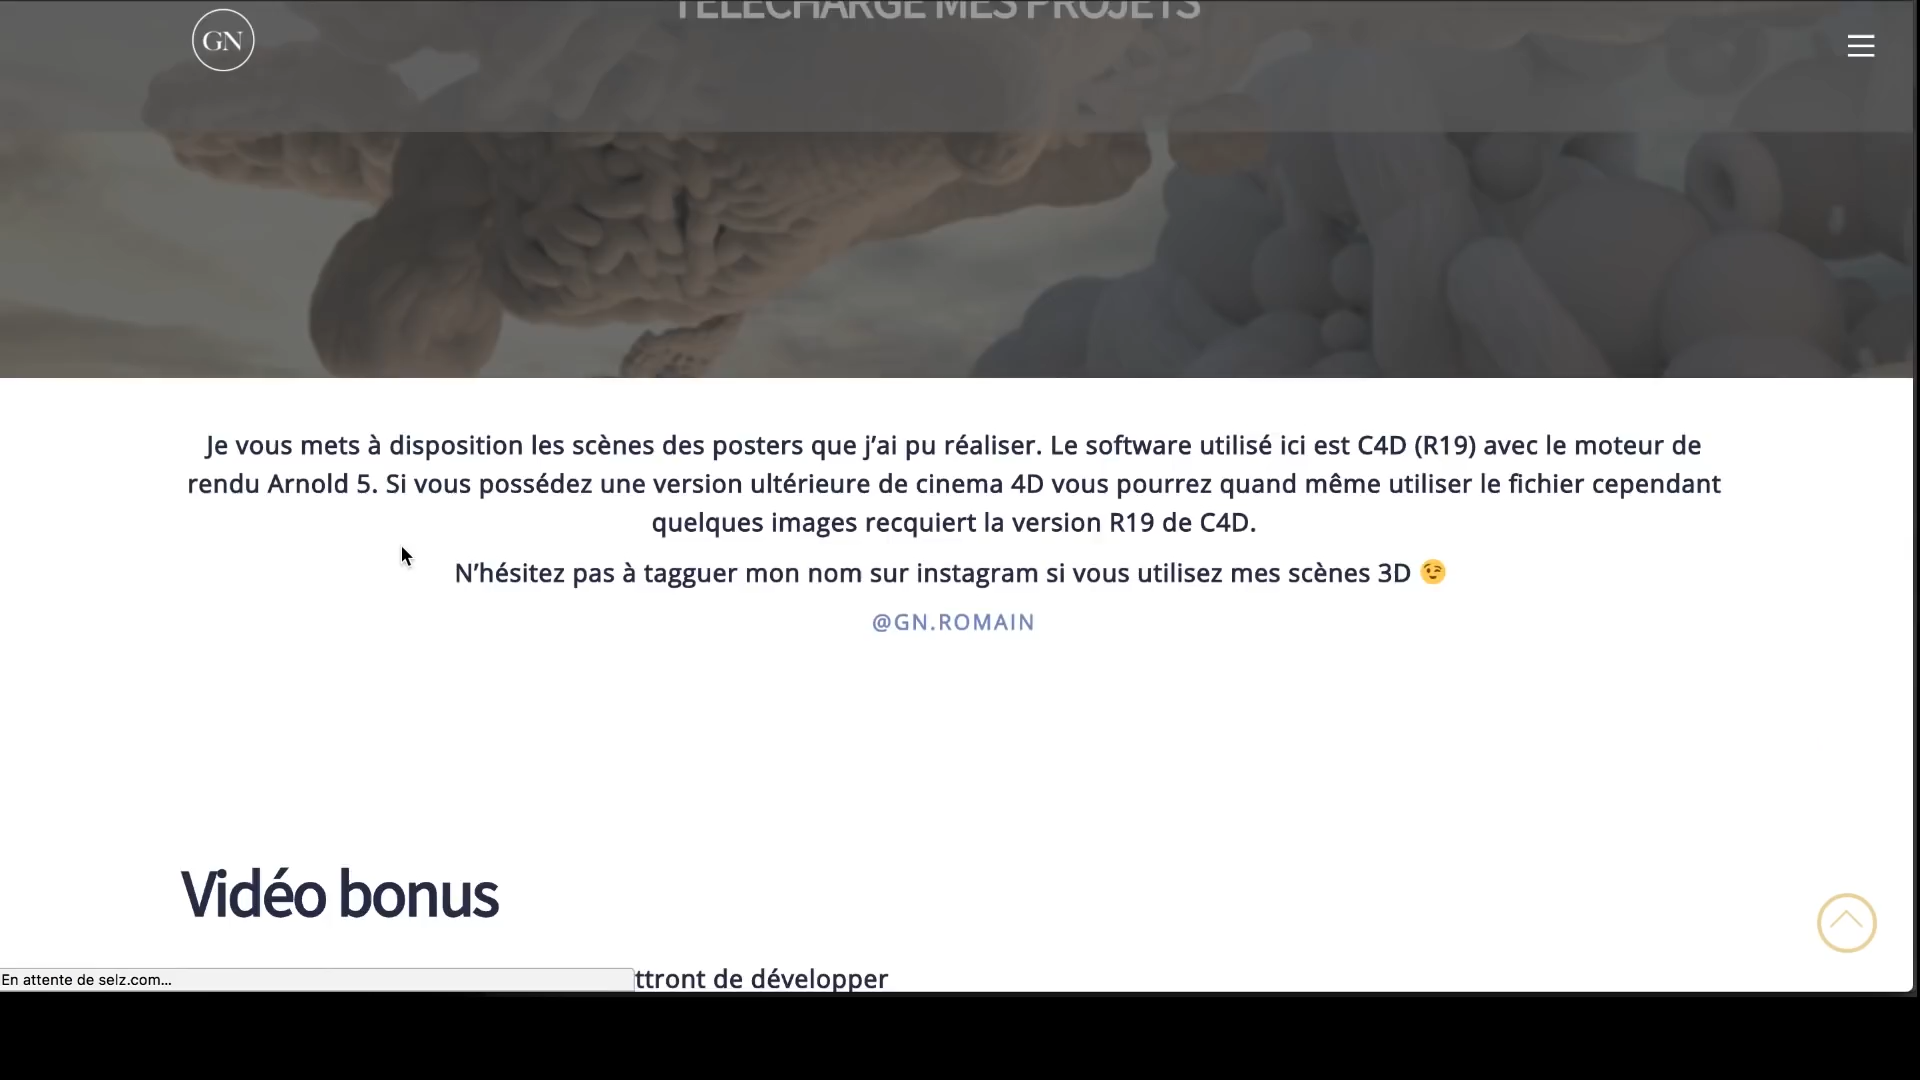 TÉLÉCHARGE MES PROJETS
GN
Je vous mets à disposition les scènes des posters que j’ai pu réaliser. Le software utilisé ici est C4D (R19) avec le moteur de
rendu Arnold 5. Si vous possédez une version ultérieure de cinema 4D vous pourrez quand même utiliser le fichier cependant
quelques images recquiert la version R19 de C4D.
N’hésitez pas à tagguer mon nom sur instagram si vous utilisez mes scènes 3D 😉
@GN.ROMAIN
Vidéo bonus
ttront de développer
En attente de selz.com...